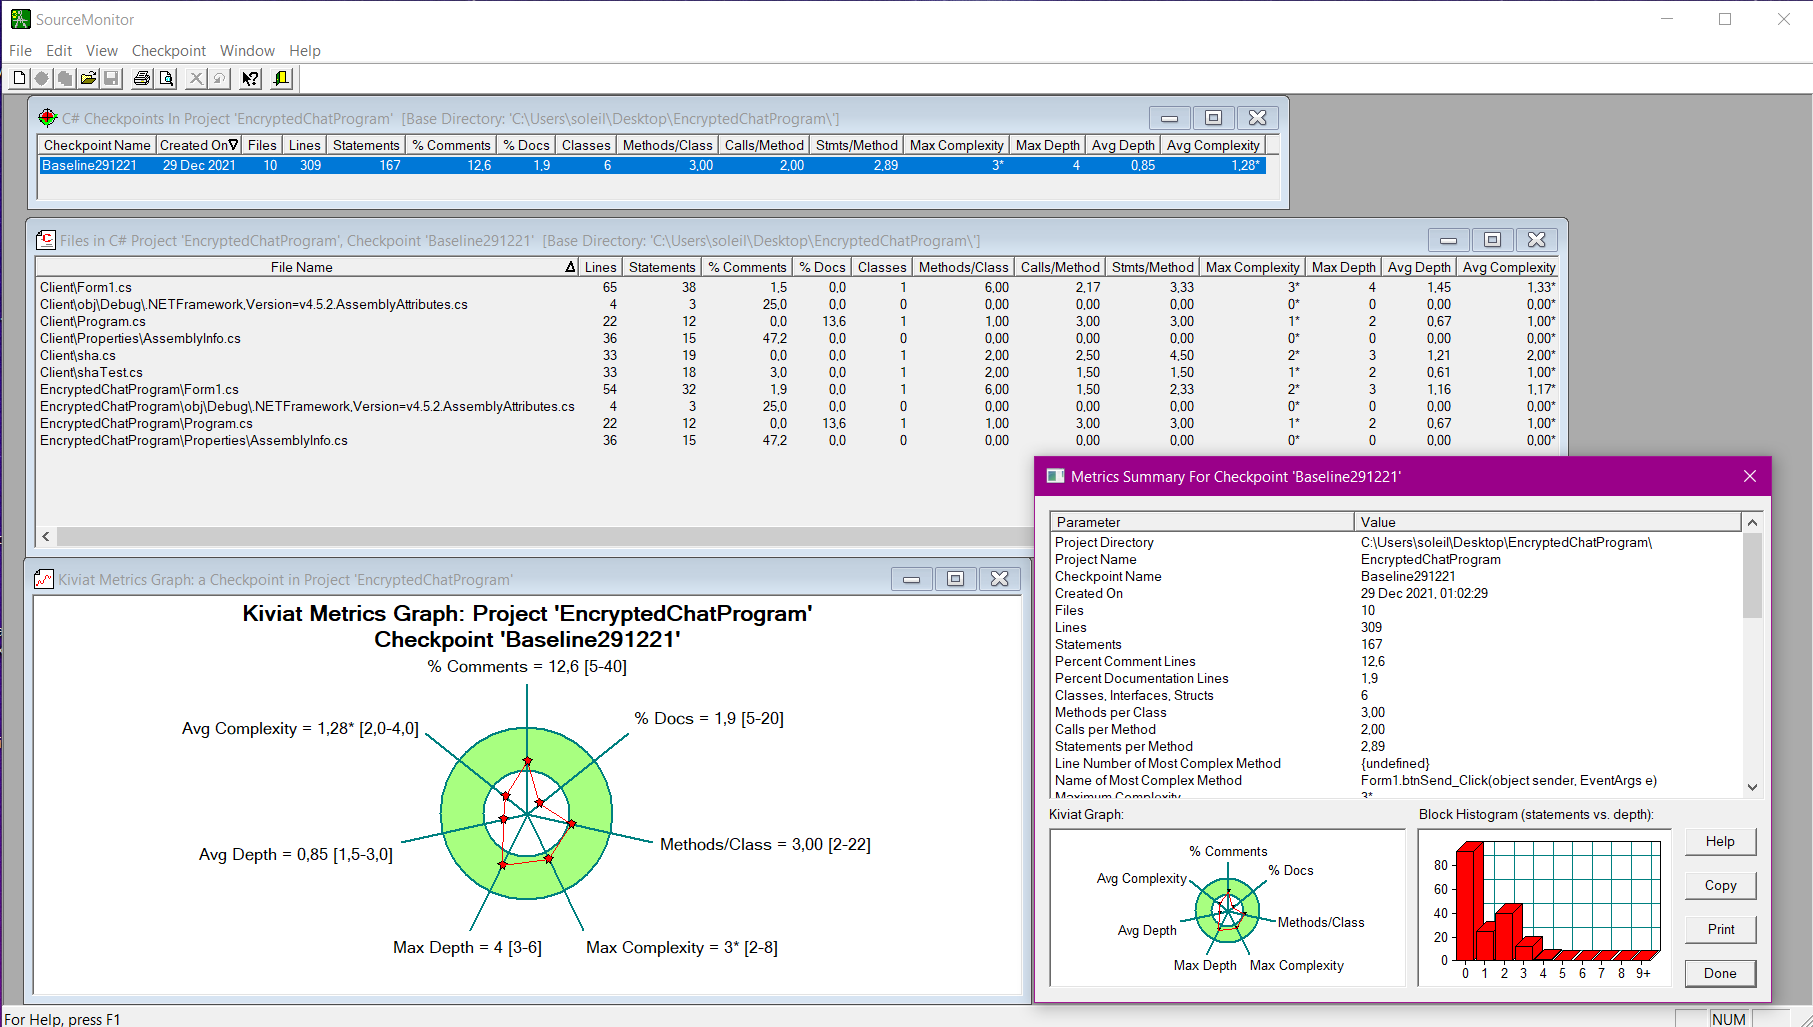 SourceMonitor
File Edit View Checkpoint Window Help
C# Checkpoints In Project 'EncryptedChatProgram' [Base Directory: 'C:\Users\soleil\Desktop\EncryptedChatProgram\']
Checkpoint Name Created On Files Lines Statements % Comments % Docs Classes Methods/Class Calls/Method Stmts/Method Max Complexity Max Depth Avg Depth Avg Complexity
Baseline291221 29 Dec 2021 10 309 167 12,6 1,9 6 3,00 2,00 2,89 3* 4 0,85 1,28*
Files in C# Project 'EncryptedChatProgram', Checkpoint 'Baseline291221' [Base Directory: 'C:\Users\soleil\Desktop\EncryptedChatProgram\']
File Name Lines Statements % Comments % Docs Classes Methods/Class Calls/Method Stmts/Method Max Complexity Max Depth Avg Depth Avg Complexity
Client\Form1.cs 65 38 1,5 0,0 1 6,00 2,17 3,33 3* 4 1,45 1,33*
Client\obj\Debug\.NETFramework,Version=v4.5.2.AssemblyAttributes.cs 4 3 25,0 0,0 0 0,00 0,00 0,00 0* 0 0,00 0,00*
Client\Program.cs 22 12 0,0 13,6 1 1,00 3,00 3,00 1* 2 0,67 1,00*
Client\Properties\AssemblyInfo.cs 36 15 47,2 0,0 0 0,00 0,00 0,00 0* 0 0,00 0,00*
Client\sha.cs 33 19 0,0 0,0 1 2,00 2,50 4,50 2* 3 1,21 2,00*
Client\shaTest.cs 33 18 3,0 0,0 1 2,00 1,50 1,50 1* 2 0,61 1,00*
EncryptedChatProgram\Form1.cs 54 32 1,9 0,0 1 6,00 1,50 2,33 2* 3 1,16 1,17*
EncryptedChatProgram\obj\Debug\.NETFramework,Version=v4.5.2.AssemblyAttributes.cs 4 3 25,0 0,0 0 0,00 0,00 0,00 0* 0 0,00 0,00*
EncryptedChatProgram\Program.cs 22 12 0,0 13,6 1 1,00 3,00 3,00 1* 2 0,67 1,00*
EncryptedChatProgram\Properties\AssemblyInfo.cs 36 15 47,2 0,0 0 0,00 0,00 0,00 0* 0 0,00 0,00*
Kiviat Metrics Graph: a Checkpoint in Project 'EncryptedChatProgram'
Kiviat Metrics Graph: Project 'EncryptedChatProgram'
Checkpoint 'Baseline291221'
% Comments = 12,6 [5-40]
% Docs = 1,9 [5-20]
Avg Complexity = 1,28* [2,0-4,0]
Methods/Class = 3,00 [2-22]
Avg Depth = 0,85 [1,5-3,0]
Max Depth = 4 [3-6]
Max Complexity = 3* [2-8]
Metrics Summary For Checkpoint 'Baseline291221'
Parameter Value
Project Directory C:\Users\soleil\Desktop\EncryptedChatProgram\
Project Name EncryptedChatProgram
Checkpoint Name Baseline291221
Created On 29 Dec 2021, 01:02:29
Files 10
Lines 309
Statements 167
Percent Comment Lines 12,6
Percent Documentation Lines 1,9
Classes, Interfaces, Structs 6
Methods per Class 3,00
Calls per Method 2,00
Statements per Method 2,89
Line Number of Most Complex Method {undefined}
Name of Most Complex Method Form1.btnSend_Click(object sender, EventArgs e)
Maximum Complexity 3*
Kiviat Graph:
% Comments
% Docs
Avg Complexity
Methods/Class
Avg Depth
Max Depth
Max Complexity
Block Histogram (statements vs. depth):
80
60
40
20
0
0 1 2 3 4 5 6 7 8 9+
Help
Copy
Print
Done
For Help, press F1
NUM